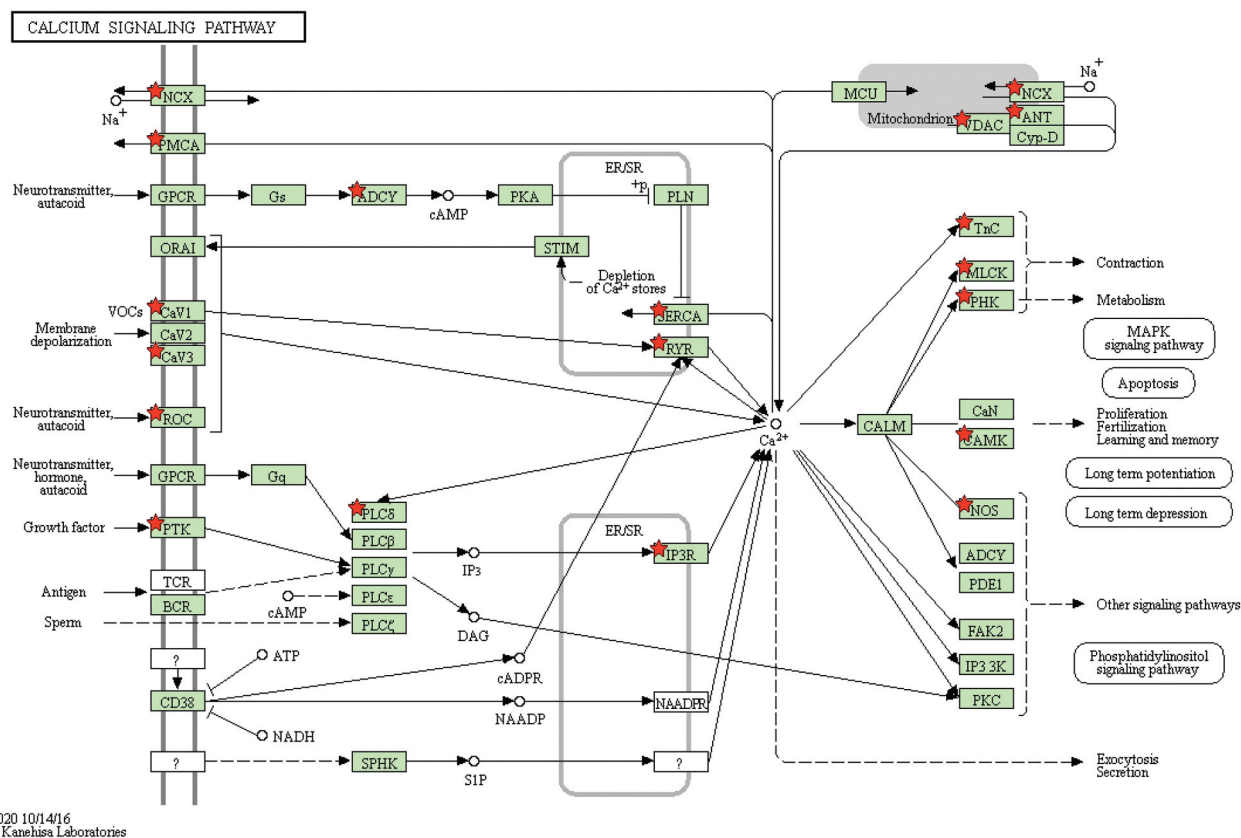 CALCIUM SIGNALING PATHWAY
NCX
Na+
PMCA
MCU
Mitochondrion
NCX
Na+
VDAC
ANT
Cyp-D
Neurotransmitter,
autacoid
GPCR
Gs
ADCY
cAMP
PKA
ER/SR
+p
PLN
ORAI
STIM
Depletion
of Ca2+ stores
VOCs
CaV1
Membrane
depolarization
CaV2
CaV3
SERCA
RYR
Neurotransmitter,
autacoid
ROC
Neurotransmitter,
hormone,
autacoid
GPCR
Gq
Ca2+
CALM
TnC
MLCK
PHK
Contraction
Metabolism
MAPK
signaling pathway
Apoptosis
CaN
CAMK
Proliferation
Fertilization
Learning and memory
Long term potentiation
Long term depression
Growth factor
PTK
PLCδ
PLCβ
PLCγ
PLCε
PLCζ
IP3
ER/SR
IP3R
Antigen
TCR
BCR
Sperm
cAMP
DAG
NOS
ADCY
PDE1
FAK2
IP3 3K
PKC
Other signaling pathways
Phosphatidylinositol
signaling pathway
?
ATP
cADPR
CD38
NAADP
NAADPR
NADH
?
SPHK
S1P
?
Exocytosis
Secretion
020 10/14/16
Kanehisa Laboratories